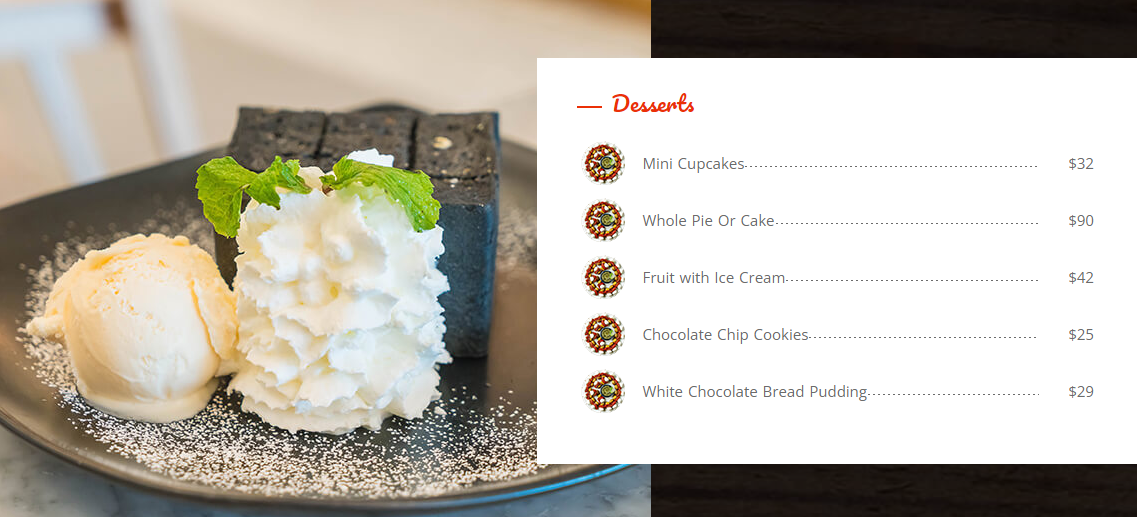 Desserts
Mini Cupcakes $32
Whole Pie Or Cake $90
Fruit with Ice Cream $42
Chocolate Chip Cookies $25
White Chocolate Bread Pudding $29